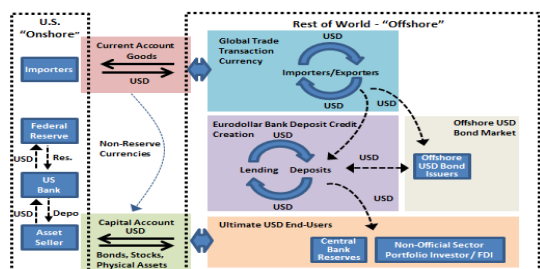 U.S.
"Onshore"
Rest of World - "Offshore"
Importers
Current Account
Goods
USD
Global Trade
Transaction
Currency
USD
Importers/Exporters
USD
Federal
Reserve
USD
Res.
US
Bank
USD
Depo
Asset
Seller
Non-Reserve
Currencies
Eurodollar Bank Deposit Credit
Creation
USD
Lending
Deposits
USD
USD
Offshore USD
Bond Market
Offshore
USD Bond
Issuers
Capital Account
USD
Bonds, Stocks,
Physical Assets
Ultimate USD End-Users
Central
Bank
Reserves
Non-Official Sector
Portfolio Investor / FDI